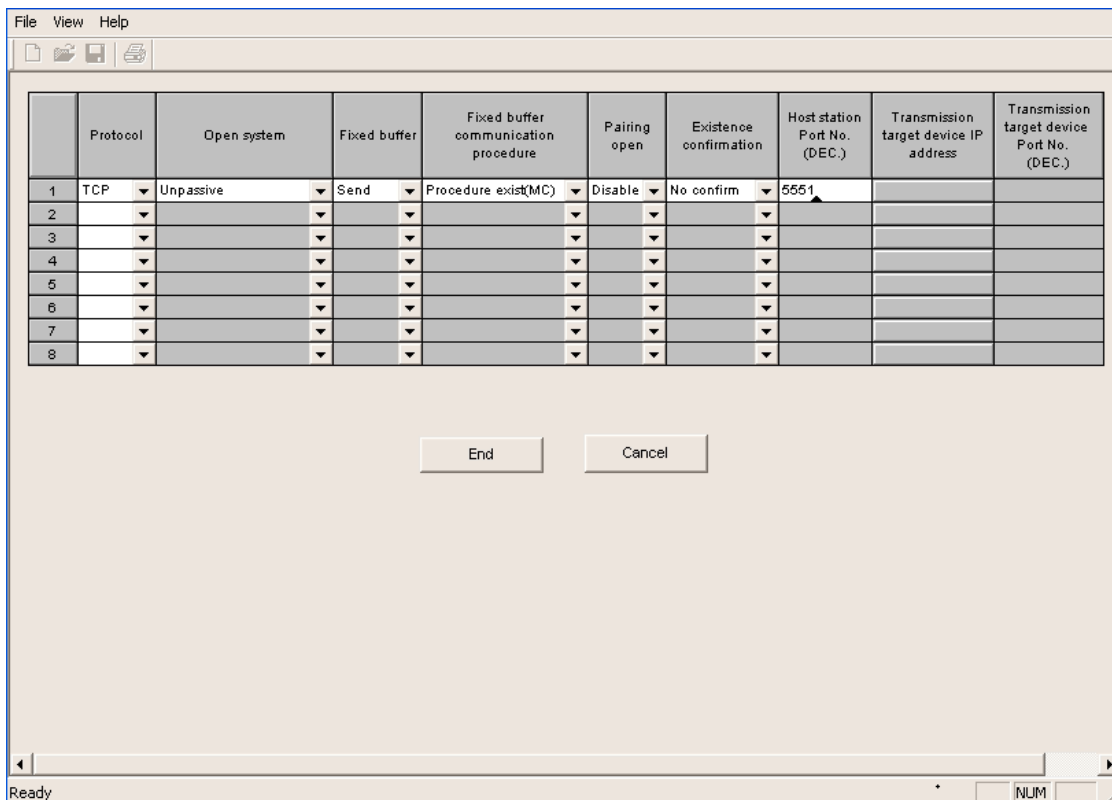 File View Help
Protocol
Open system
Fixed buffer
Fixed buffer
communication
procedure
Pairing
open
Existence
confirmation
Host station
Port No.
(DEC.)
Transmission
target device IP
address
Transmission
target device
Port No.
(DEC.)
1 TCP Unpassive Send Procedure exist(MC) Disable No confirm 5551
2
3
4
5
6
7
8
End Cancel
Ready NUM